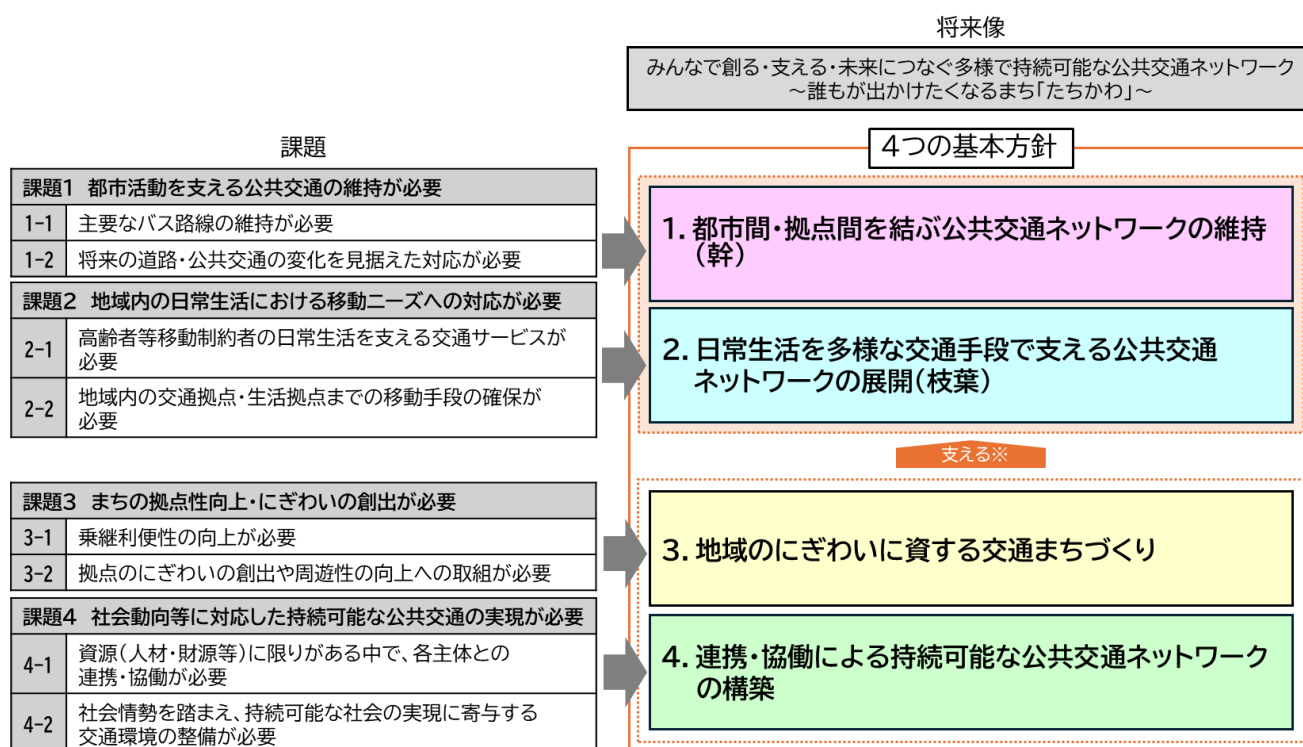 将来像
みんなで創る・支える・未来につなぐ多様で持続可能な公共交通ネットワーク
～誰もが出かけたくなるまち「たちかわ」～
課題
課題1 都市活動を支える公共交通の維持が必要
1-1 主要なバス路線の維持が必要
1-2 将来の道路・公共交通の変化を見据えた対応が必要
課題2 地域内の日常生活における移動ニーズへの対応が必要
2-1 高齢者等移動制約者の日常生活を支える交通サービスが
必要
2-2 地域内の交通拠点・生活拠点までの移動手段の確保が
必要
課題3 まちの拠点性向上・にぎわいの創出が必要
3-1 乗継利便性の向上が必要
3-2 拠点のにぎわいの創出や周遊性の向上への取組が必要
課題4 社会動向等に対応した持続可能な公共交通の実現が必要
4-1 資源(人材・財源等)に限りがある中で、各主体との
連携・協働が必要
4-2 社会情勢を踏まえ、持続可能な社会の実現に寄与する
交通環境の整備が必要
4つの基本方針
1. 都市間・拠点間を結ぶ公共交通ネットワークの維持
(幹)
2. 日常生活を多様な交通手段で支える公共交通
ネットワークの展開(枝葉)
支える※
3. 地域のにぎわいに資する交通まちづくり
4. 連携・協働による持続可能な公共交通ネットワーク
の構築